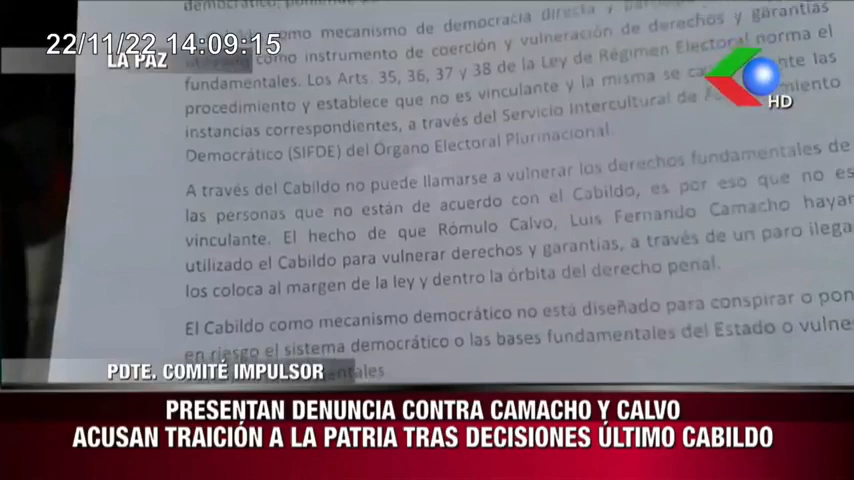 democrático, poniendo
22/11/22 14:09:15
como mecanismo de democracia directa y
LA PAZ
como instrumento de coerción y vulneración de derechos y garantías
fundamentales. Los Arts. 35, 36, 37 y 38 de la Ley de Régimen Electoral norma el
procedimiento y establece que no es vinculante y la misma se ante las
HD
instancias correspondientes, a través del Servicio Intercultural de
Democrático (SIFDE) del Órgano Electoral Plurinacional.
A través del Cabildo no puede llamarse a vulnerar los derechos fundamentales de
las personas que no están de acuerdo con el Cabildo, es por eso que no es
vinculante. El hecho de que Rómulo Calvo, Luis Fernando Camacho hayan
utilizado el Cabildo para vulnerar derechos y garantías, a través de un paro ilega
los coloca al margen de la ley y dentro la órbita del derecho penal.
El Cabildo como mecanismo democrático no está diseñado para conspirar o pon
en riesgo el sistema democrático o las bases fundamentales del Estado o vulne
PDTE. COMITÉ IMPULSOR
PRESENTAN DENUNCIA CONTRA CAMACHO Y CALVO
ACUSAN TRAICIÓN A LA PATRIA TRAS DECISIONES ÚLTIMO CABILDO